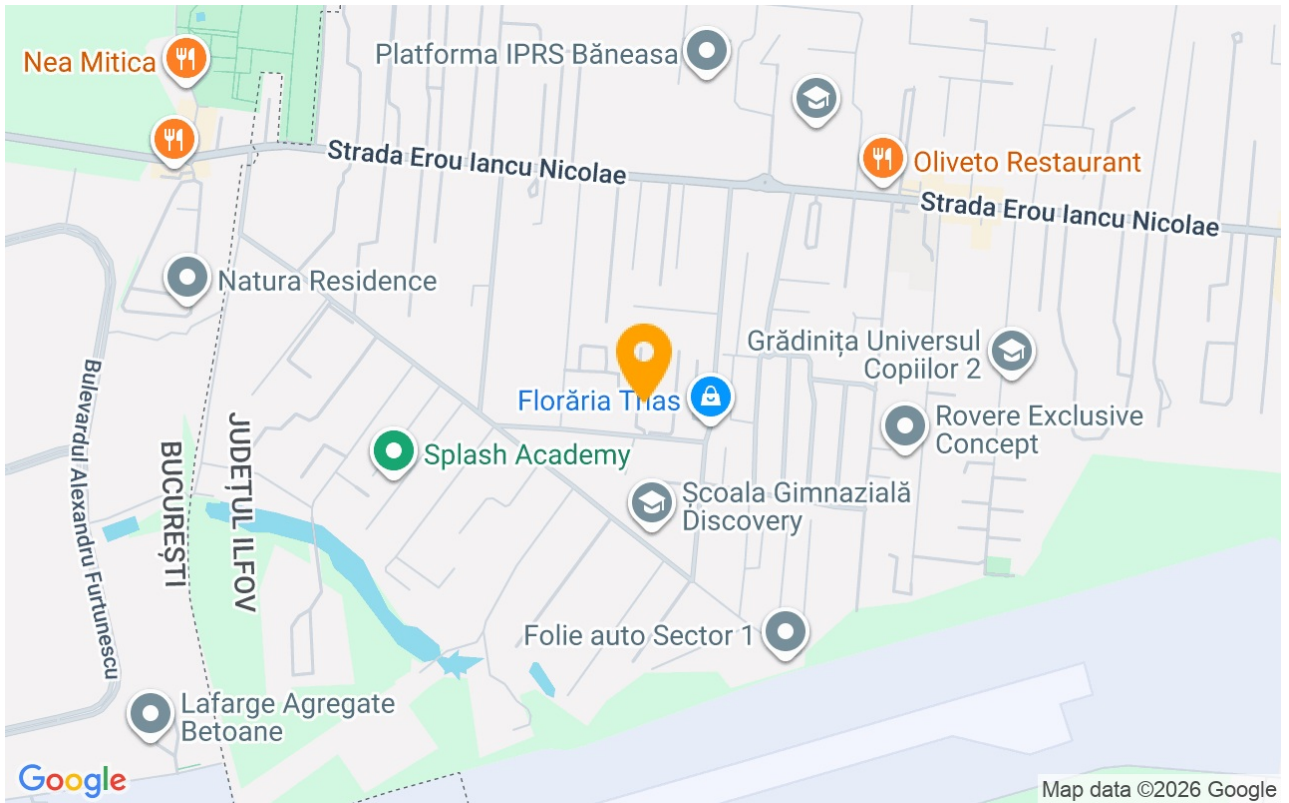 Nea Mitica
Platforma IPRS Băneasa
Strada Erou Iancu Nicolae
Oliveto Restaurant
Strada Erou Iancu Nicolae
Natura Residence
Grădinița Universul
Copiilor 2
Florăria Trias
Rovere Exclusive
Concept
Bulevardul Alexandru Furtunescu
BUCUREȘTI
JUDEȚUL ILFOV
Splash Academy
Școala Gimnazială
Discovery
Folie auto Sector 1
Lafarge Agregate
Betoane
Google
Map data ©2026 Google